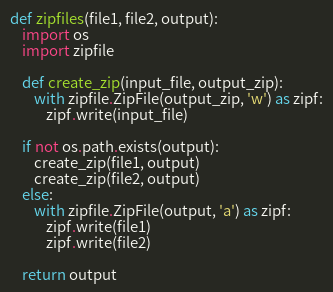 def zipfiles(file1, file2, output):
    import os
    import zipfile

    def create_zip(input_file, output_zip):
        with zipfile.ZipFile(output_zip, 'w') as zipf:
            zipf.write(input_file)

    if not os.path.exists(output):
        create_zip(file1, output)
        create_zip(file2, output)
    else:
        with zipfile.ZipFile(output, 'a') as zipf:
            zipf.write(file1)
            zipf.write(file2)

    return output